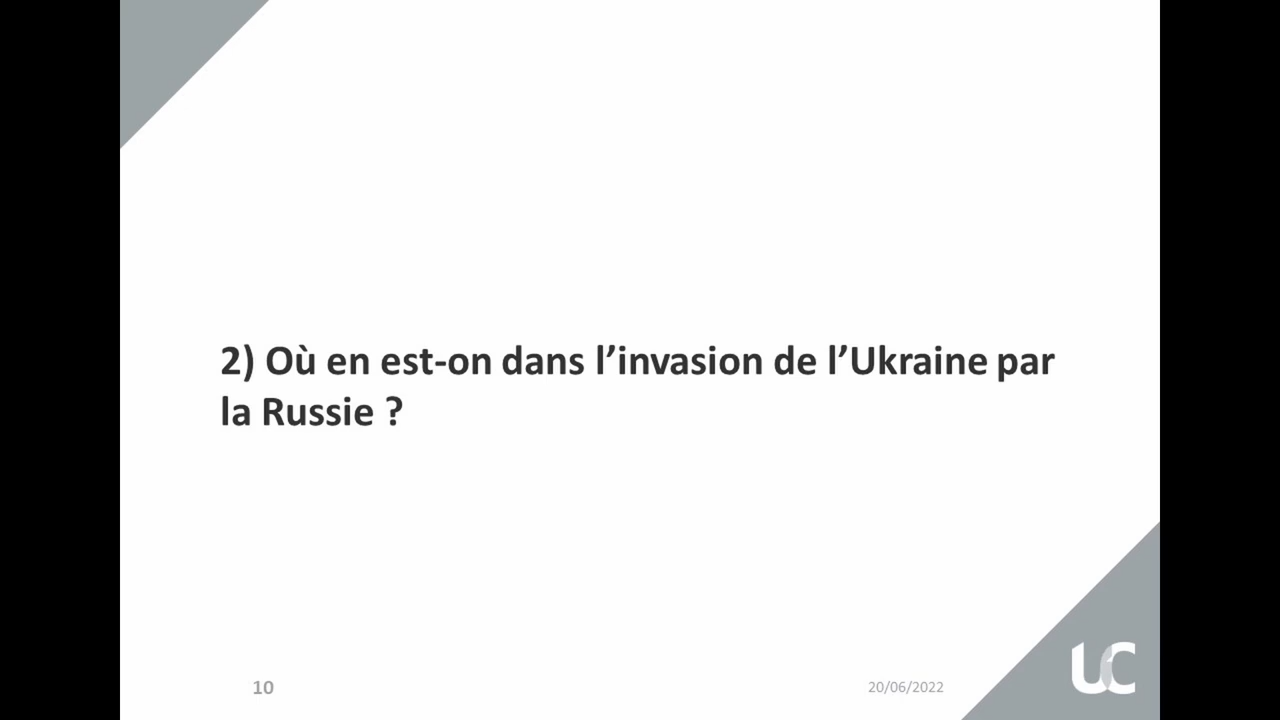 2) Où en est-on dans l’invasion de l’Ukraine par
la Russie ?
10
20/06/2022
UC